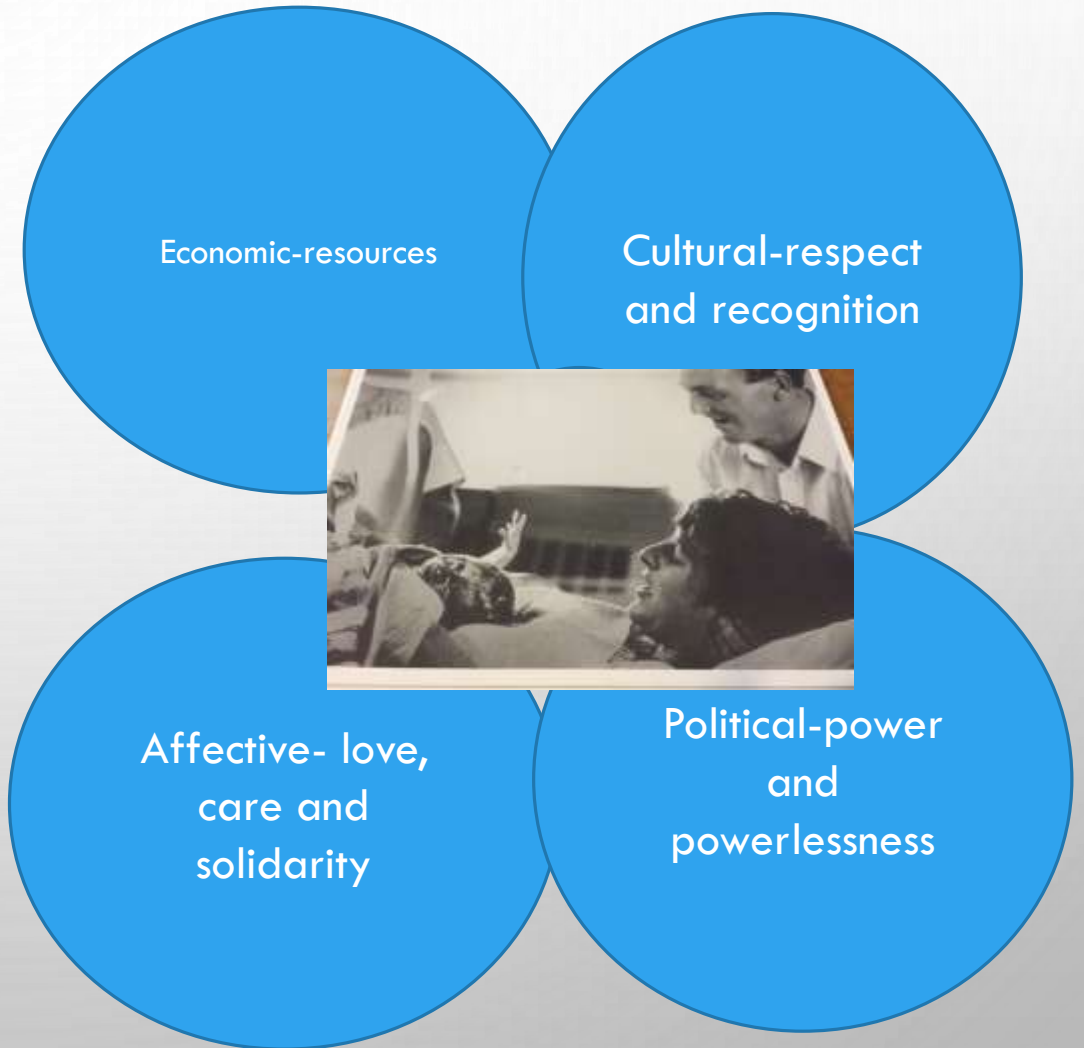 Economic-resources
Cultural-respect
and recognition
Affective- love,
care and
solidarity
Political-power
and
powerlessness